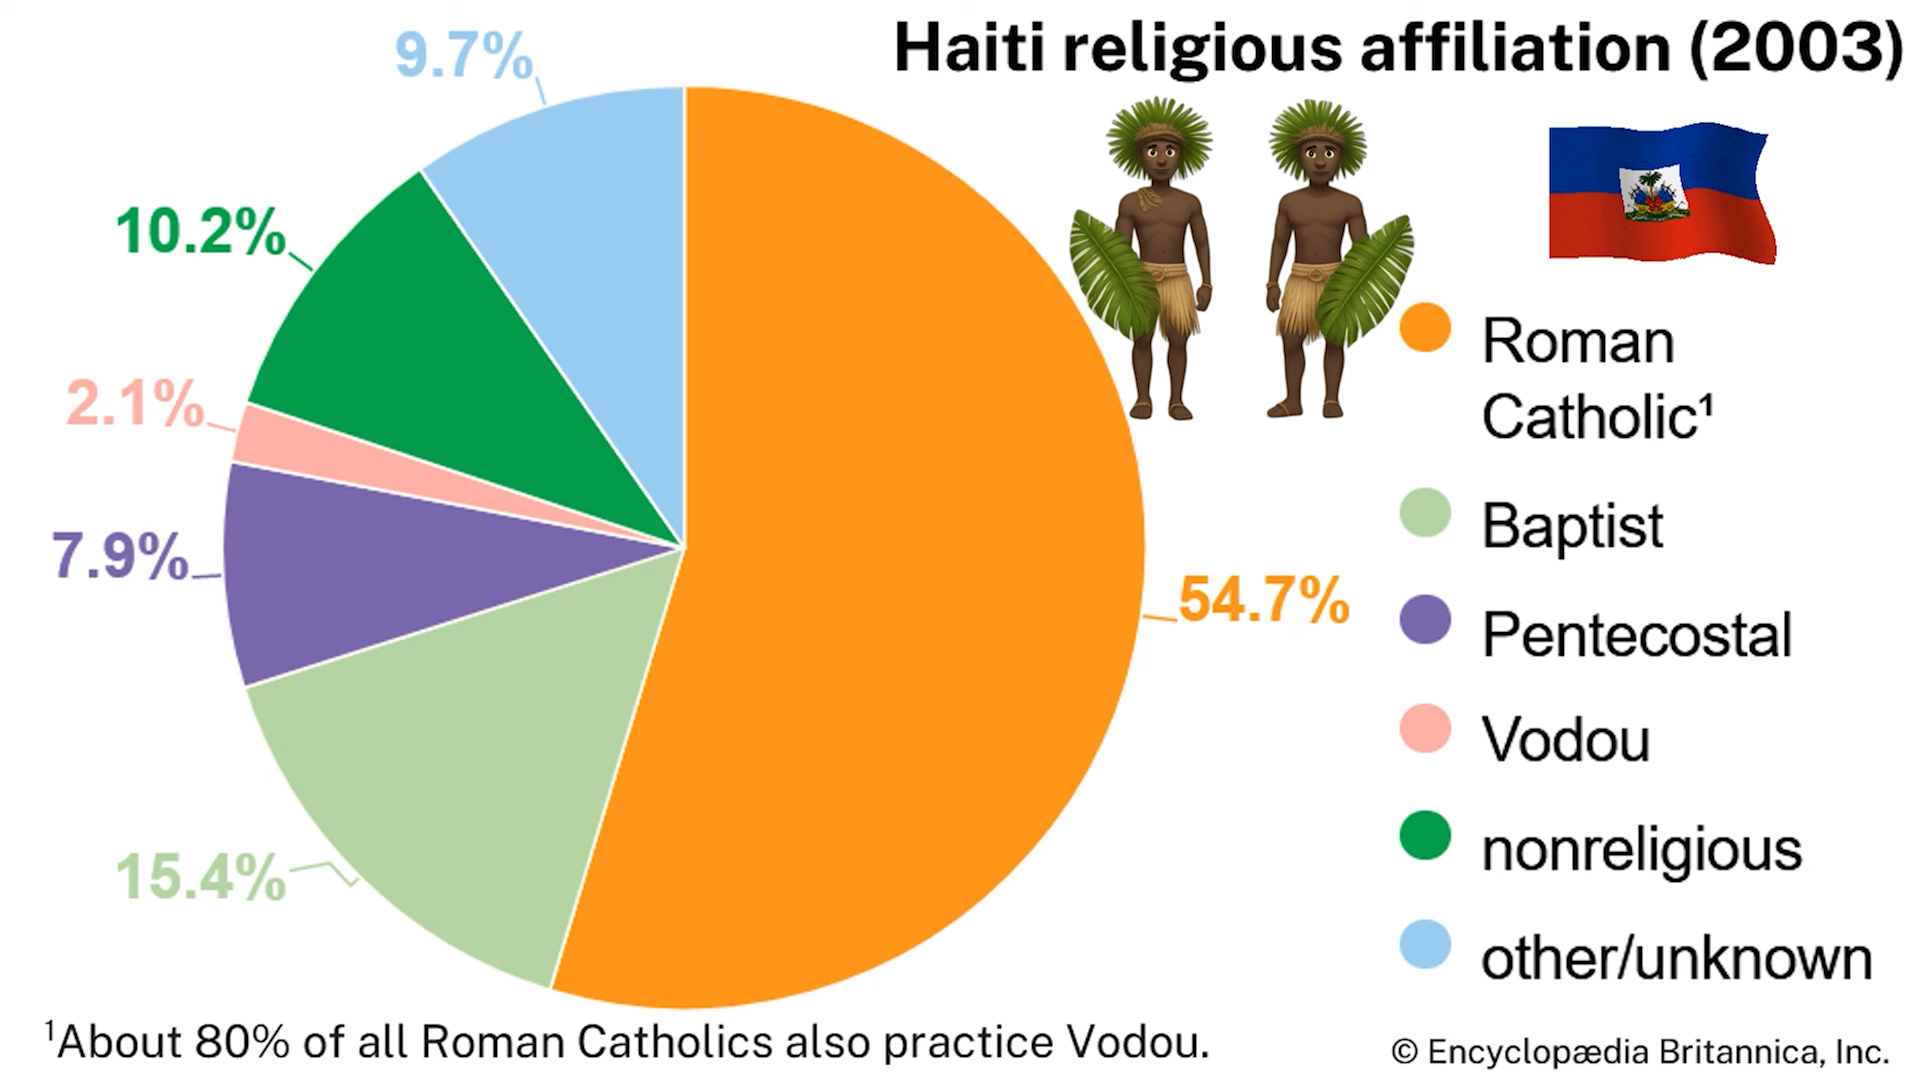 Haiti religious affiliation (2003)
9.7%
10.2%
2.1%
7.9%
15.4%
54.7%
Roman
Catholic¹
Baptist
Pentecostal
Vodou
nonreligious
other/unknown
¹About 80% of all Roman Catholics also practice Vodou.
© Encyclopædia Britannica, Inc.